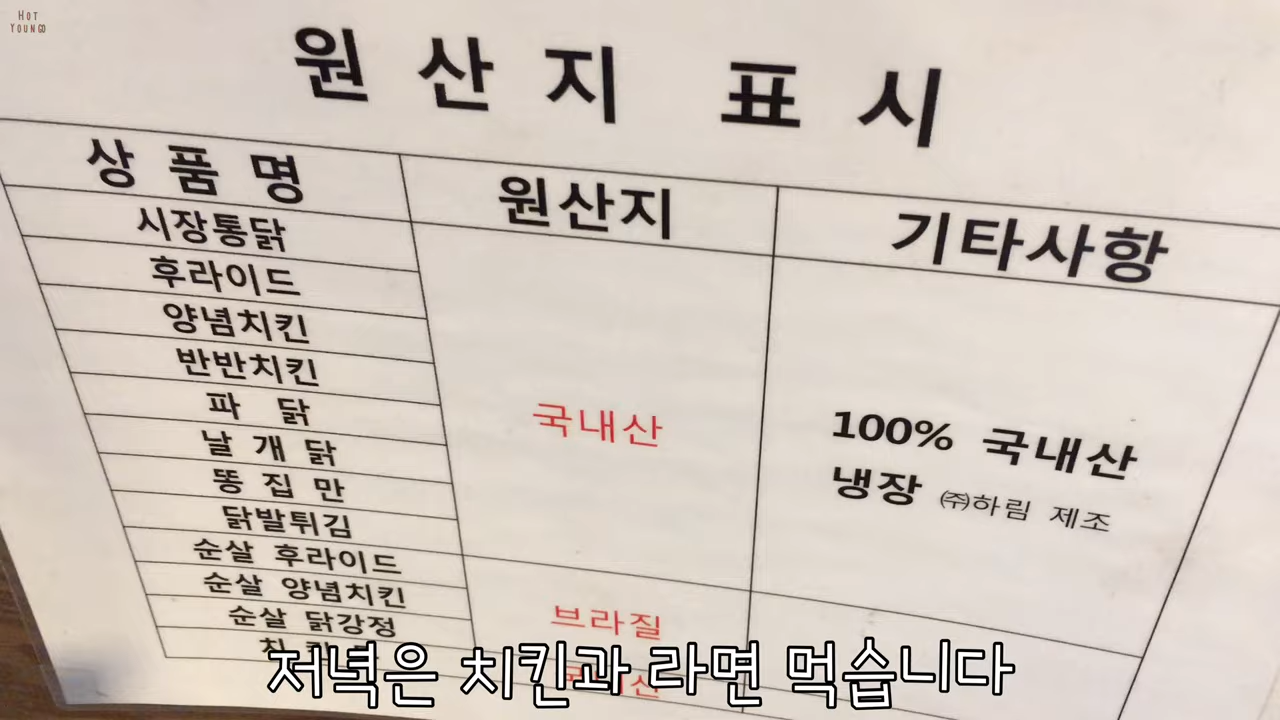 HOT
YOUNGGG
원산지 표시
상품명 원산지 기타사항
시장통닭
후라이드
양념치킨
반반치킨
파 닭
국내산
100% 국내산
냉장 ㈜하림 제조
날개닭
똥집만
닭발튀김
순살 후라이드
순살 양념치킨
순살 닭강정
브라질
저녁은 치킨과 라면 먹습니다